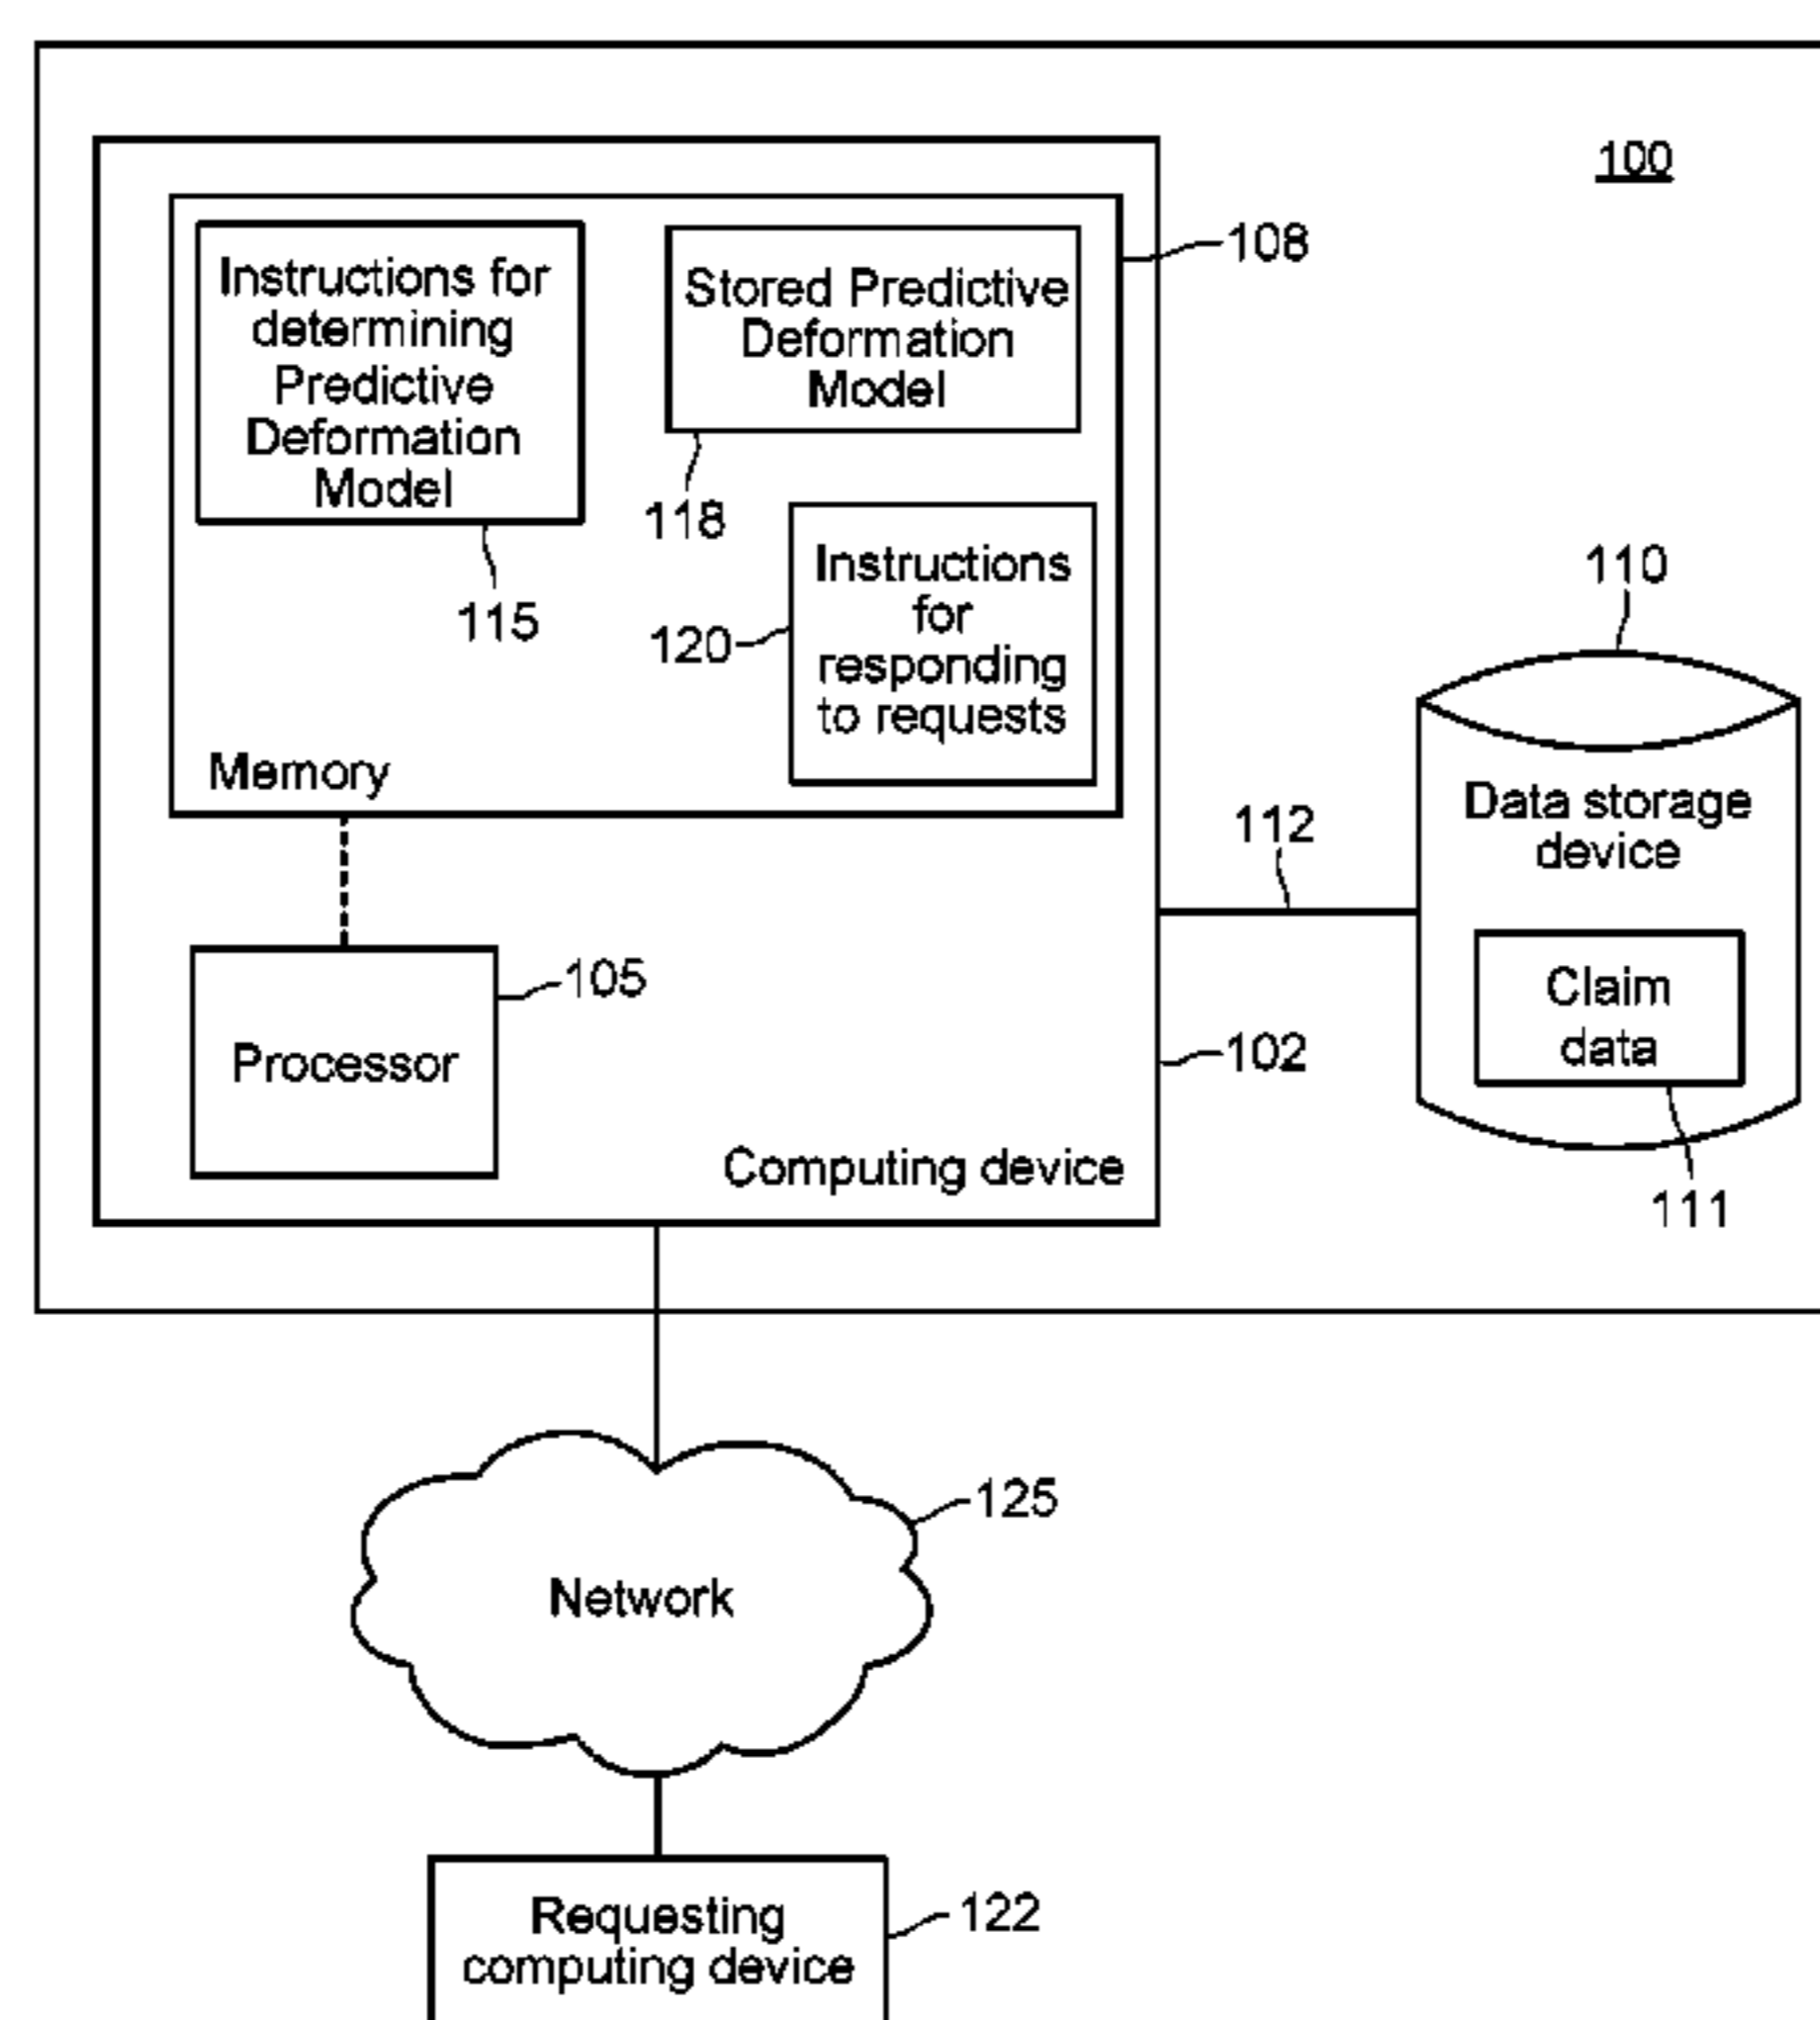 100
108
Instructions for
determining
Predictive
Deformation
Model
115
Stored Predictive
Deformation
Model
118
Instructions
for
responding
to requests
120
Memory
110
Data storage
device
Claim
data
111
112
105
Processor
102
Computing device
125
Network
Requesting
computing device
122